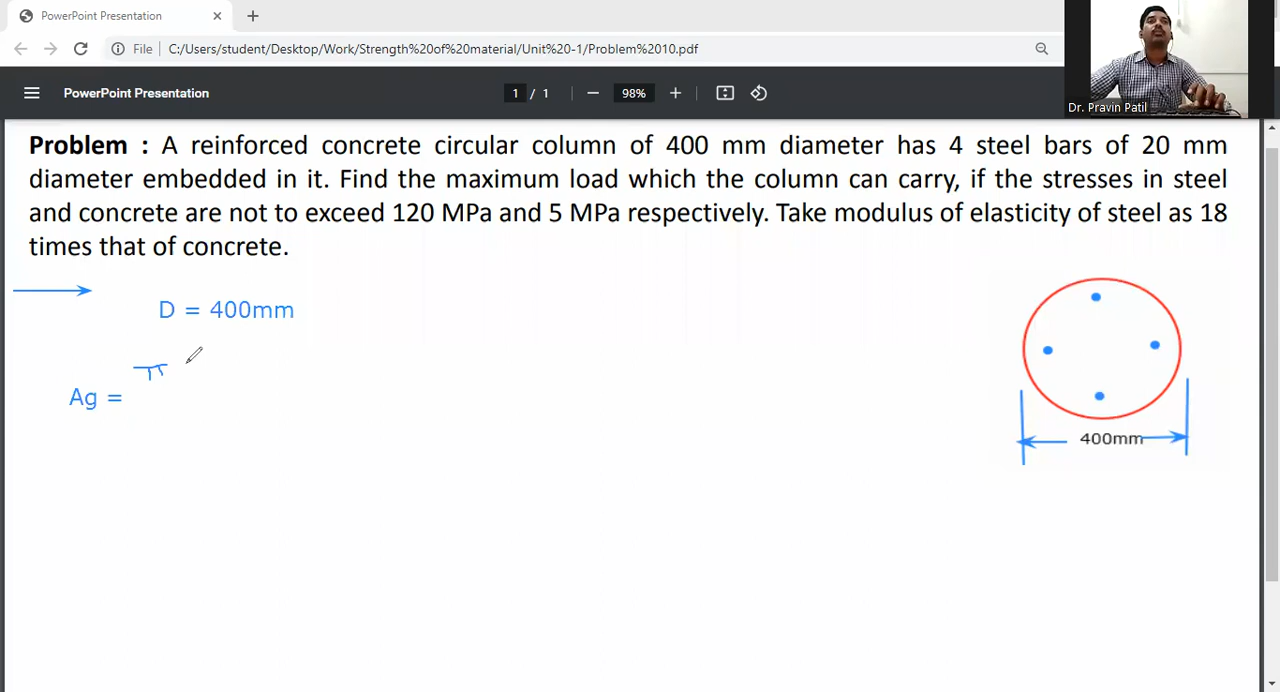 PowerPoint Presentation
File C:/Users/student/Desktop/Work/Strength%20of%20material/Unit%20-1/Problem%2010.pdf
PowerPoint Presentation 1 / 1 98%
Dr. Pravin Patil
Problem : A reinforced concrete circular column of 400 mm diameter has 4 steel bars of 20 mm
diameter embedded in it. Find the maximum load which the column can carry, if the stresses in steel
and concrete are not to exceed 120 MPa and 5 MPa respectively. Take modulus of elasticity of steel as 18
times that of concrete.
D = 400mm
π
Ag =
400mm